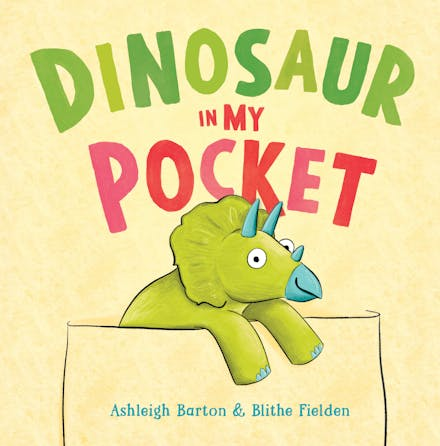 DINOSAUR
IN MY
POCKET
Ashleigh Barton & Blithe Fielden